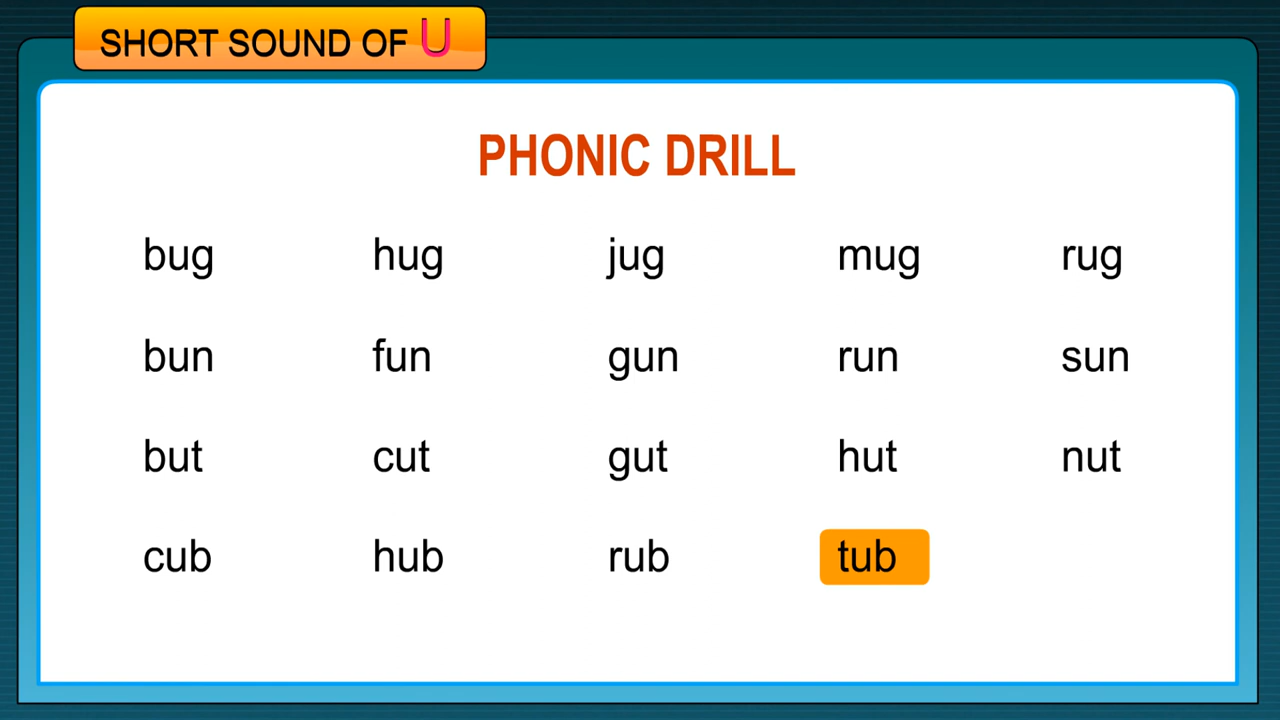 SHORT SOUND OF U
PHONIC DRILL
bug hug jug mug rug
bun fun gun run sun
but cut gut hut nut
cub hub rub tub